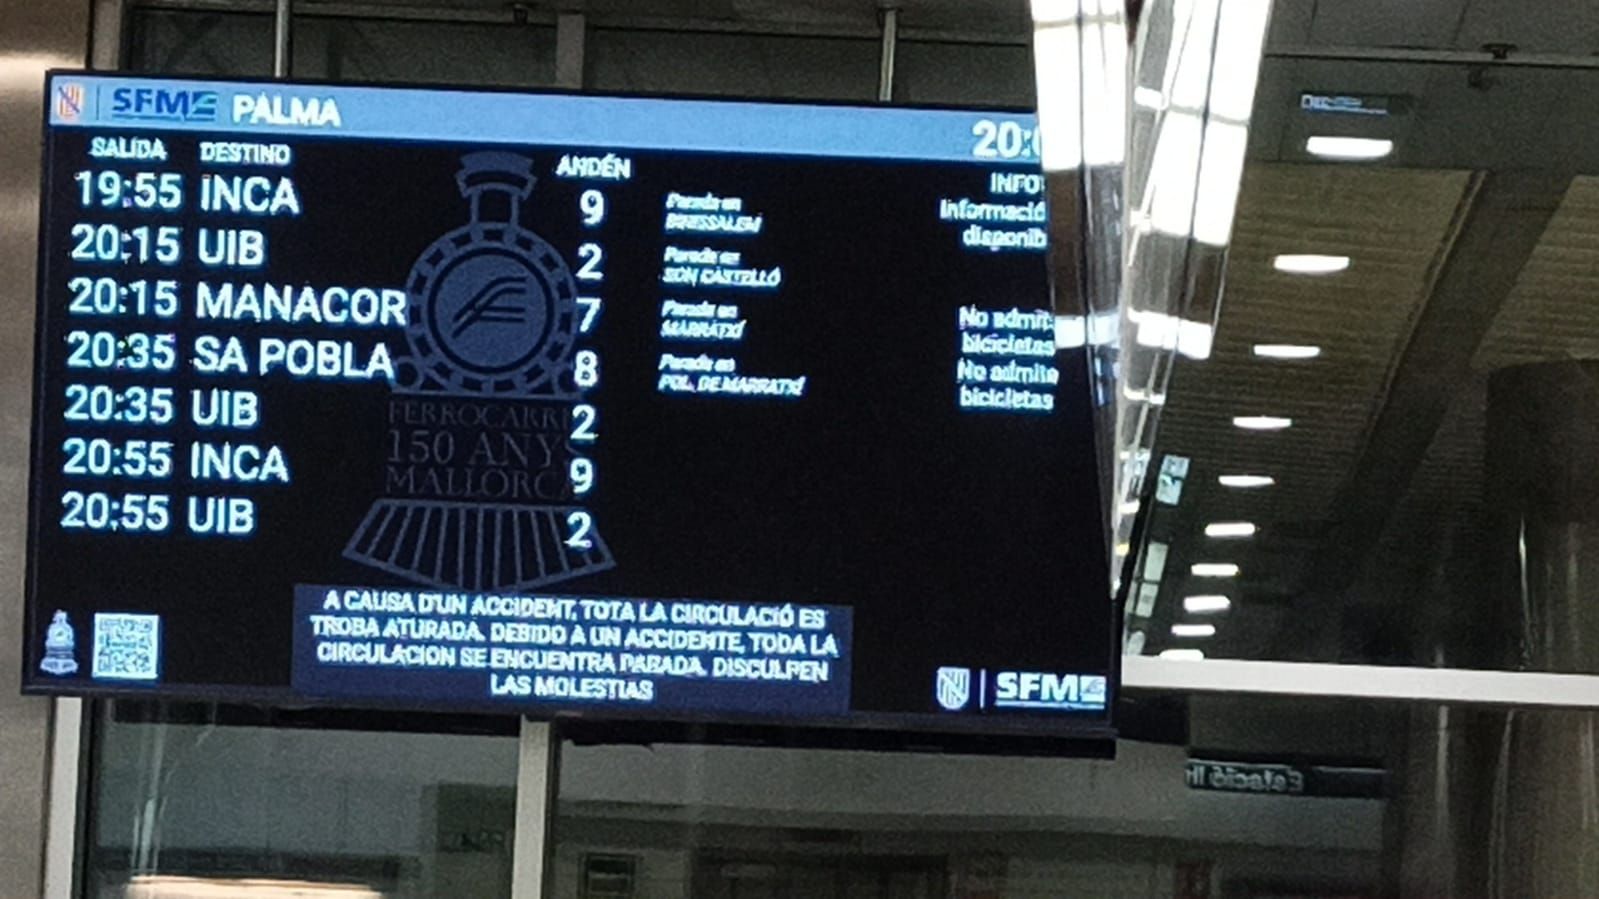 SFM PALMA 20:
SALIDA DESTINO ANDÉN INFO
19:55 INCA 9 Parada en BINISSALEM Informació disponib
20:15 UIB 2 Parada en SON CASTELLÓ
20:15 MANACOR 7 Parada en MARRATXÍ No admite bicicletas
20:35 SA POBLA 8 Parada en POL. DE MARRATXÍ No admite bicicletas
20:35 UIB 2
20:55 INCA 9
20:55 UIB 2
FERROCARRI
150 ANYS
MALLORCA
A CAUSA D'UN ACCIDENT, TOTA LA CIRCULACIÓ ES
TROBA ATURADA. DEBIDO A UN ACCIDENTE, TODA LA
CIRCULACION SE ENCUENTRA PARADA. DISCULPEN
LAS MOLESTIAS
SFM
Estació